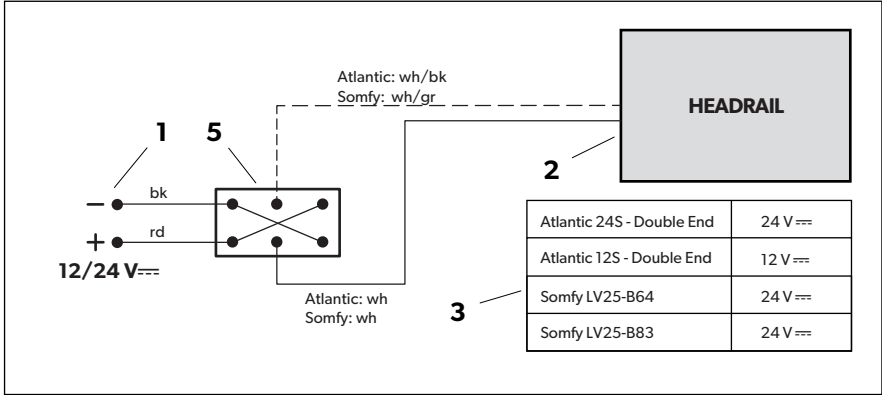 Atlantic: wh/bk
Somfy: wh/gr
HEADRAIL
1
5
2
− bk
+ rd
12/24 V⎓
Atlantic: wh
Somfy: wh
3
Atlantic 24S - Double End 24 V⎓
Atlantic 12S - Double End 12 V⎓
Somfy LV25-B64 24 V⎓
Somfy LV25-B83 24 V⎓